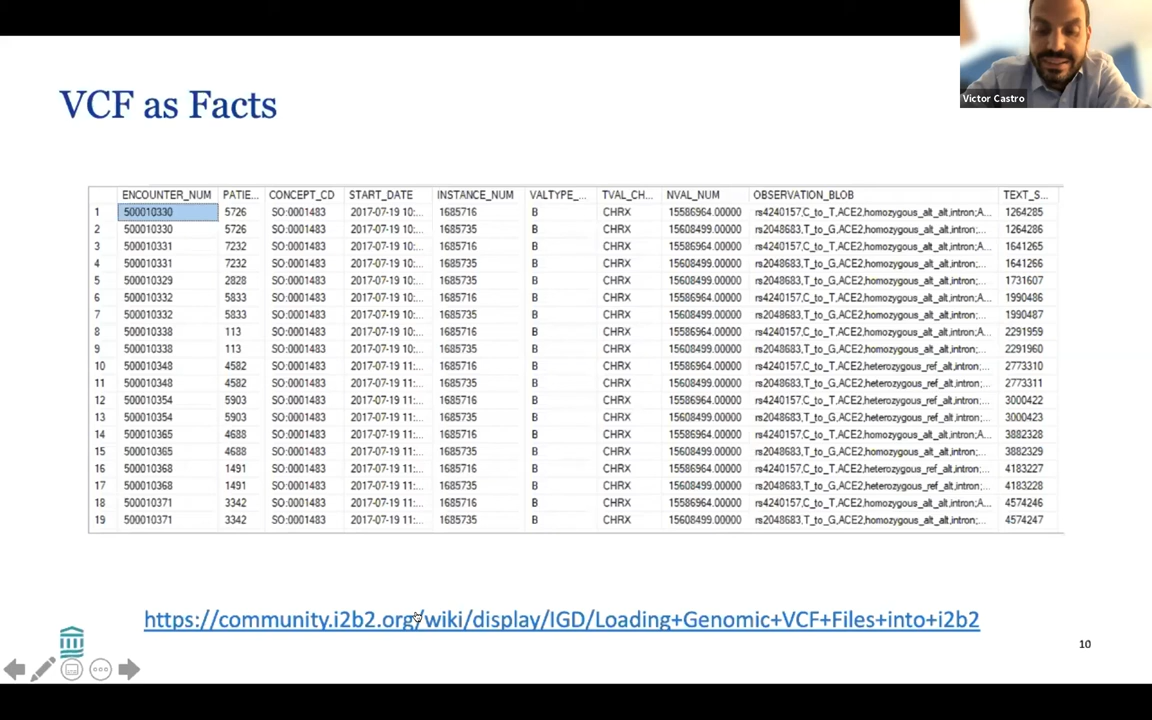 Victor Castro
VCF as Facts
ENCOUNTER_NUM PATIE... CONCEPT_CD START_DATE INSTANCE_NUM VALTYPE_... TVAL_CH... NVAL_NUM OBSERVATION_BLOB TEXT_S...
1 500010330 5726 SO:0001483 2017-07-19 10:... 1685716 B CHRX 15586964.00000 rs4240157,C_to_T,ACE2,homozygous_alt_alt,intron;A... 1264285
2 500010330 5726 SO:0001483 2017-07-19 10:... 1685735 B CHRX 15608499.00000 rs2048683,T_to_G,ACE2,homozygous_alt_alt,intron;... 1264286
3 500010331 7232 SO:0001483 2017-07-19 10:... 1685716 B CHRX 15586964.00000 rs4240157,C_to_T,ACE2,homozygous_alt_alt,intron;A... 1641265
4 500010331 7232 SO:0001483 2017-07-19 10:... 1685735 B CHRX 15608499.00000 rs2048683,T_to_G,ACE2,homozygous_alt_alt,intron;... 1641266
5 500010329 2828 SO:0001483 2017-07-19 10:... 1685735 B CHRX 15608499.00000 rs2048683,T_to_G,ACE2,homozygous_alt_alt,intron;... 1731607
6 500010332 5833 SO:0001483 2017-07-19 10:... 1685716 B CHRX 15586964.00000 rs4240157,C_to_T,ACE2,homozygous_alt_alt,intron;A... 1990486
7 500010332 5833 SO:0001483 2017-07-19 10:... 1685735 B CHRX 15608499.00000 rs2048683,T_to_G,ACE2,homozygous_alt_alt,intron;... 1990487
8 500010338 113 SO:0001483 2017-07-19 10:... 1685716 B CHRX 15586964.00000 rs4240157,C_to_T,ACE2,homozygous_alt_alt,intron;A... 2291959
9 500010338 113 SO:0001483 2017-07-19 10:... 1685735 B CHRX 15608499.00000 rs2048683,T_to_G,ACE2,homozygous_alt_alt,intron;... 2291960
10 500010348 4582 SO:0001483 2017-07-19 11:... 1685716 B CHRX 15586964.00000 rs4240157,C_to_T,ACE2,heterozygous_ref_alt,intron;... 2773310
11 500010348 4582 SO:0001483 2017-07-19 11:... 1685735 B CHRX 15608499.00000 rs2048683,T_to_G,ACE2,heterozygous_ref_alt,intron;... 2773311
12 500010354 5903 SO:0001483 2017-07-19 11:... 1685716 B CHRX 15586964.00000 rs4240157,C_to_T,ACE2,heterozygous_ref_alt,intron;... 3000422
13 500010354 5903 SO:0001483 2017-07-19 11:... 1685735 B CHRX 15608499.00000 rs2048683,T_to_G,ACE2,heterozygous_ref_alt,intron;... 3000423
14 500010365 4688 SO:0001483 2017-07-19 11:... 1685716 B CHRX 15586964.00000 rs4240157,C_to_T,ACE2,homozygous_alt_alt,intron;A... 3882328
15 500010365 4688 SO:0001483 2017-07-19 11:... 1685735 B CHRX 15608499.00000 rs2048683,T_to_G,ACE2,homozygous_alt_alt,intron;... 3882329
16 500010368 1491 SO:0001483 2017-07-19 11:... 1685716 B CHRX 15586964.00000 rs4240157,C_to_T,ACE2,heterozygous_ref_alt,intron;... 4183227
17 500010368 1491 SO:0001483 2017-07-19 11:... 1685735 B CHRX 15608499.00000 rs2048683,T_to_G,ACE2,heterozygous_ref_alt,intron;... 4183228
18 500010371 3342 SO:0001483 2017-07-19 11:... 1685716 B CHRX 15586964.00000 rs4240157,C_to_T,ACE2,homozygous_alt_alt,intron;A... 4574246
19 500010371 3342 SO:0001483 2017-07-19 11:... 1685735 B CHRX 15608499.00000 rs2048683,T_to_G,ACE2,homozygous_alt_alt,intron;... 4574247
https://community.i2b2.org/wiki/display/IGD/Loading+Genomic+VCF+Files+into+i2b2
10